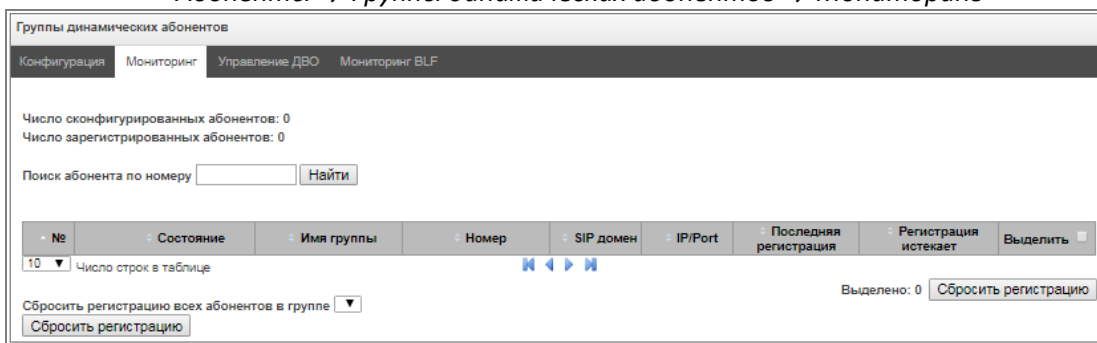 Абоненты → Группы динамических абонентов → Мониторинг
Группы динамических абонентов
Конфигурация Мониторинг Управление ДВО Мониторинг BLF
Число сконфигурированных абонентов: 0
Число зарегистрированных абонентов: 0
Поиск абонента по номеру Найти
№ Состояние Имя группы Номер SIP домен IP/Port Последняя регистрация Регистрация истекает Выделить
10 Число строк в таблице
Выделено: 0 Сбросить регистрацию
Сбросить регистрацию всех абонентов в группе
Сбросить регистрацию